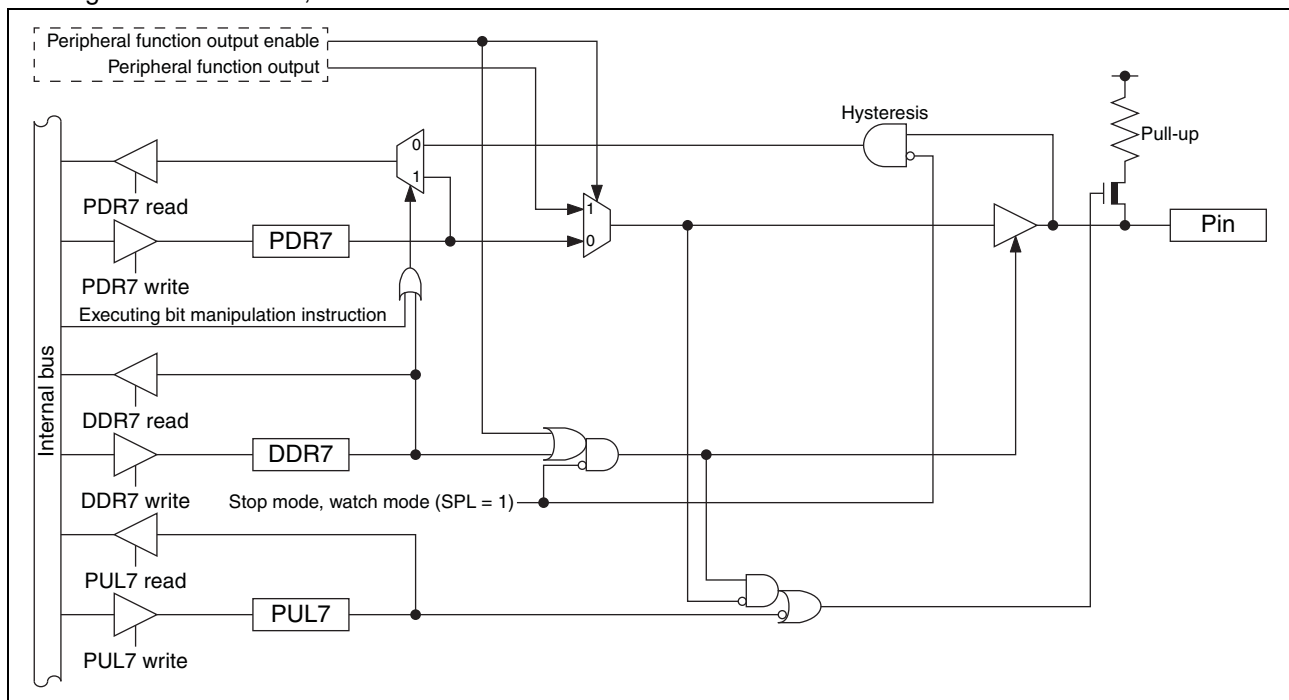 Peripheral function output enable
Peripheral function output
Hysteresis
Pull-up
0
1
PDR7 read
1
0
PDR7
Pin
PDR7 write
Executing bit manipulation instruction
Internal bus
DDR7 read
DDR7
DDR7 write
Stop mode, watch mode (SPL = 1)
PUL7 read
PUL7
PUL7 write